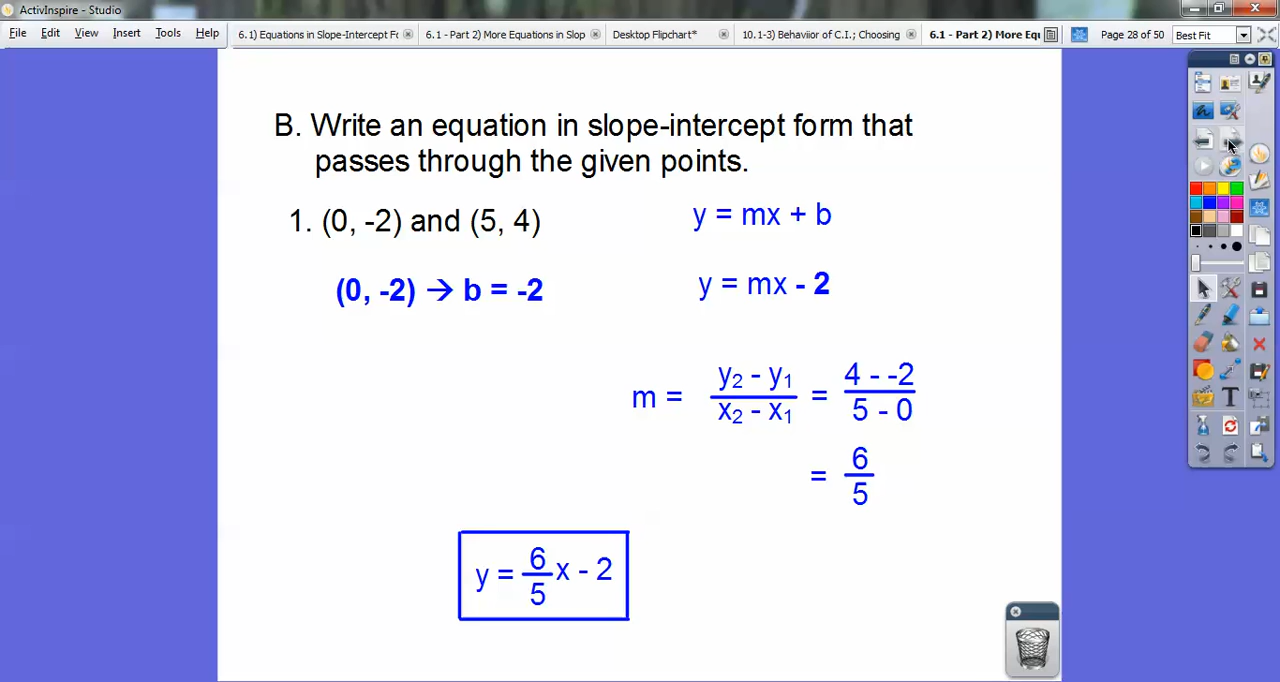 ActivInspire - Studio
File Edit View Insert Tools Help
6.1) Equations in Slope-Intercept Fo
6.1 - Part 2) More Equations in Slop
Desktop Flipchart*
10.1-3) Behavior of C.I.; Choosing
6.1 - Part 2) More Equ
Page 28 of 50
Best Fit
B. Write an equation in slope-intercept form that
passes through the given points.
1. (0, -2) and (5, 4)
y = mx + b
(0, -2) → b = -2
y = mx - 2
m = y₂ - y₁ / x₂ - x₁ = 4 - -2 / 5 - 0
= 6/5
y = 6/5 x - 2
T